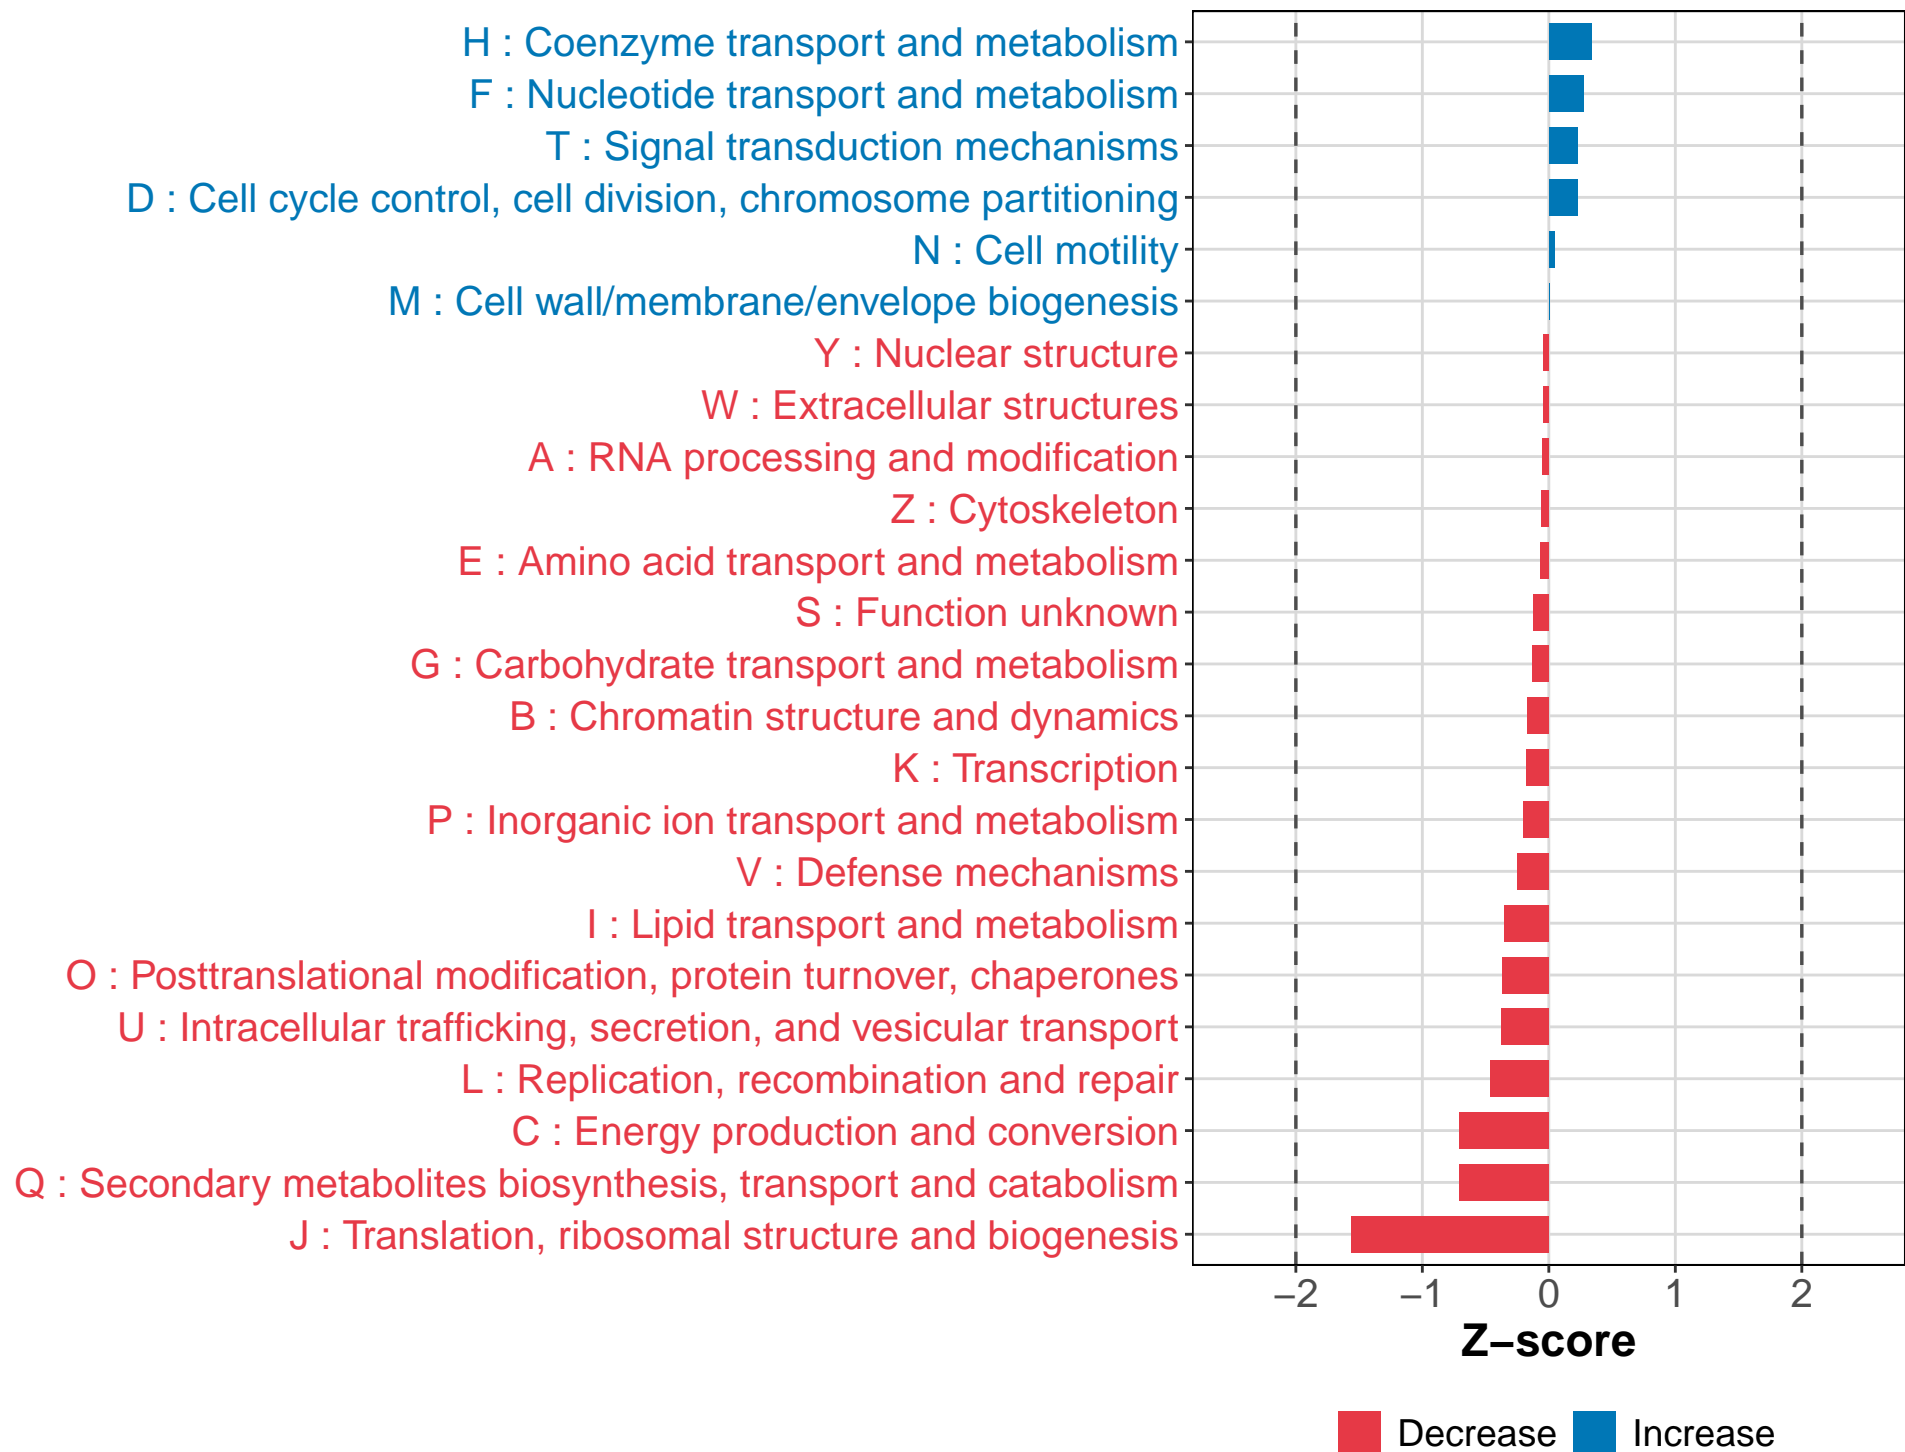 H : Coenzyme transport and metabolism
F : Nucleotide transport and metabolism
T : Signal transduction mechanisms
D : Cell cycle control, cell division, chromosome partitioning
N : Cell motility
M : Cell wall/membrane/envelope biogenesis
Y : Nuclear structure
W : Extracellular structures
A : RNA processing and modification
Z : Cytoskeleton
E : Amino acid transport and metabolism
S : Function unknown
G : Carbohydrate transport and metabolism
B : Chromatin structure and dynamics
K : Transcription
P : Inorganic ion transport and metabolism
V : Defense mechanisms
I : Lipid transport and metabolism
O : Posttranslational modification, protein turnover, chaperones
U : Intracellular trafficking, secretion, and vesicular transport
L : Replication, recombination and repair
C : Energy production and conversion
Q : Secondary metabolites biosynthesis, transport and catabolism
J : Translation, ribosomal structure and biogenesis
−2 −1 0 1 2
Z−score
Decrease Increase